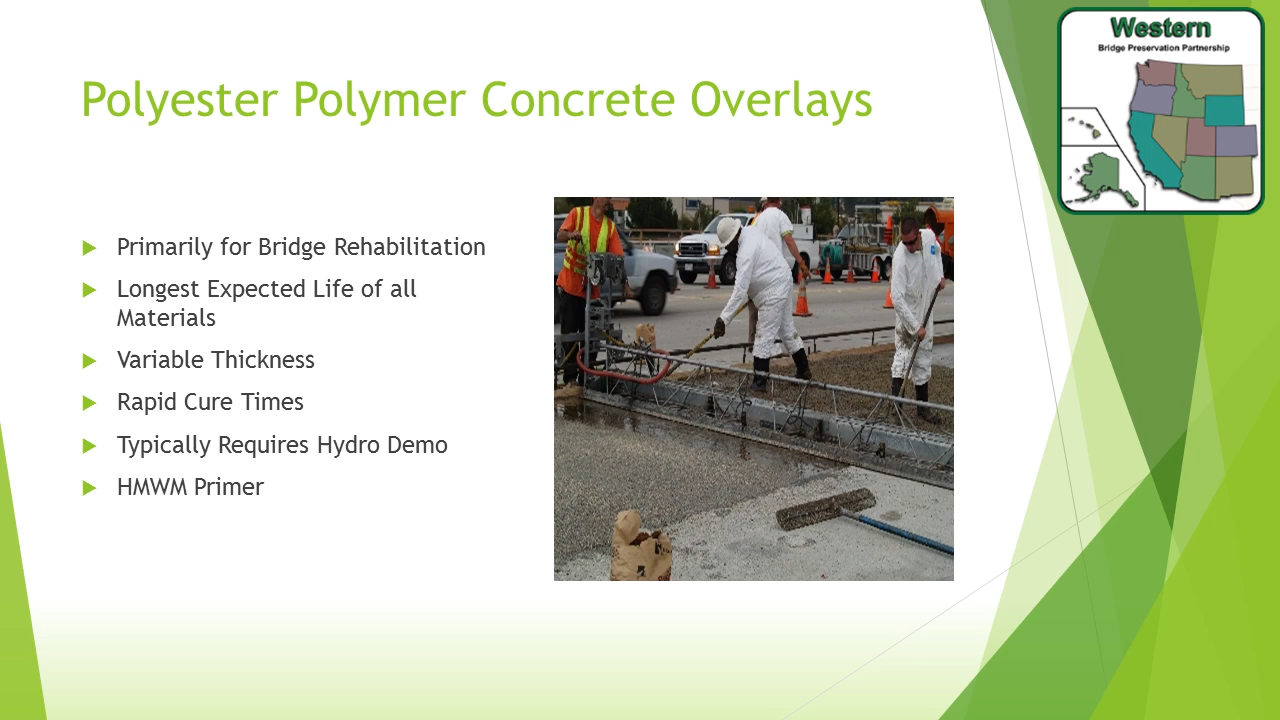 Western
Bridge Preservation Partnership
Polyester Polymer Concrete Overlays
Primarily for Bridge Rehabilitation
Longest Expected Life of all
Materials
Variable Thickness
Rapid Cure Times
Typically Requires Hydro Demo
HMWM Primer